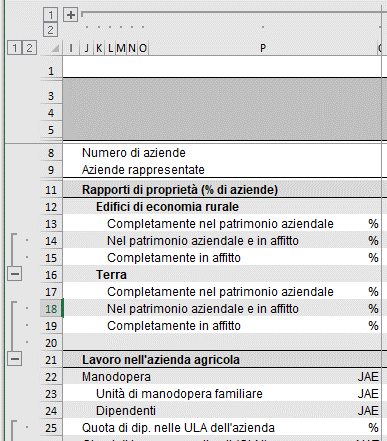 1
2
1 2 I J K L M N O P
1
3
4
5
8 Numero di aziende
9 Aziende rappresentate
11 Rapporti di proprietà (% di aziende)
12 Edifici di economia rurale
13 Completamente nel patrimonio aziendale %
14 Nel patrimonio aziendale e in affitto %
15 Completamente in affitto %
16 Terra
17 Completamente nel patrimonio aziendale %
18 Nel patrimonio aziendale e in affitto %
19 Completamente in affitto %
20
21 Lavoro nell'azienda agricola
22 Manodopera JAE
23 Unità di manodopera familiare JAE
24 Dipendenti JAE
25 Quota di dip. nelle ULA dell'azienda %